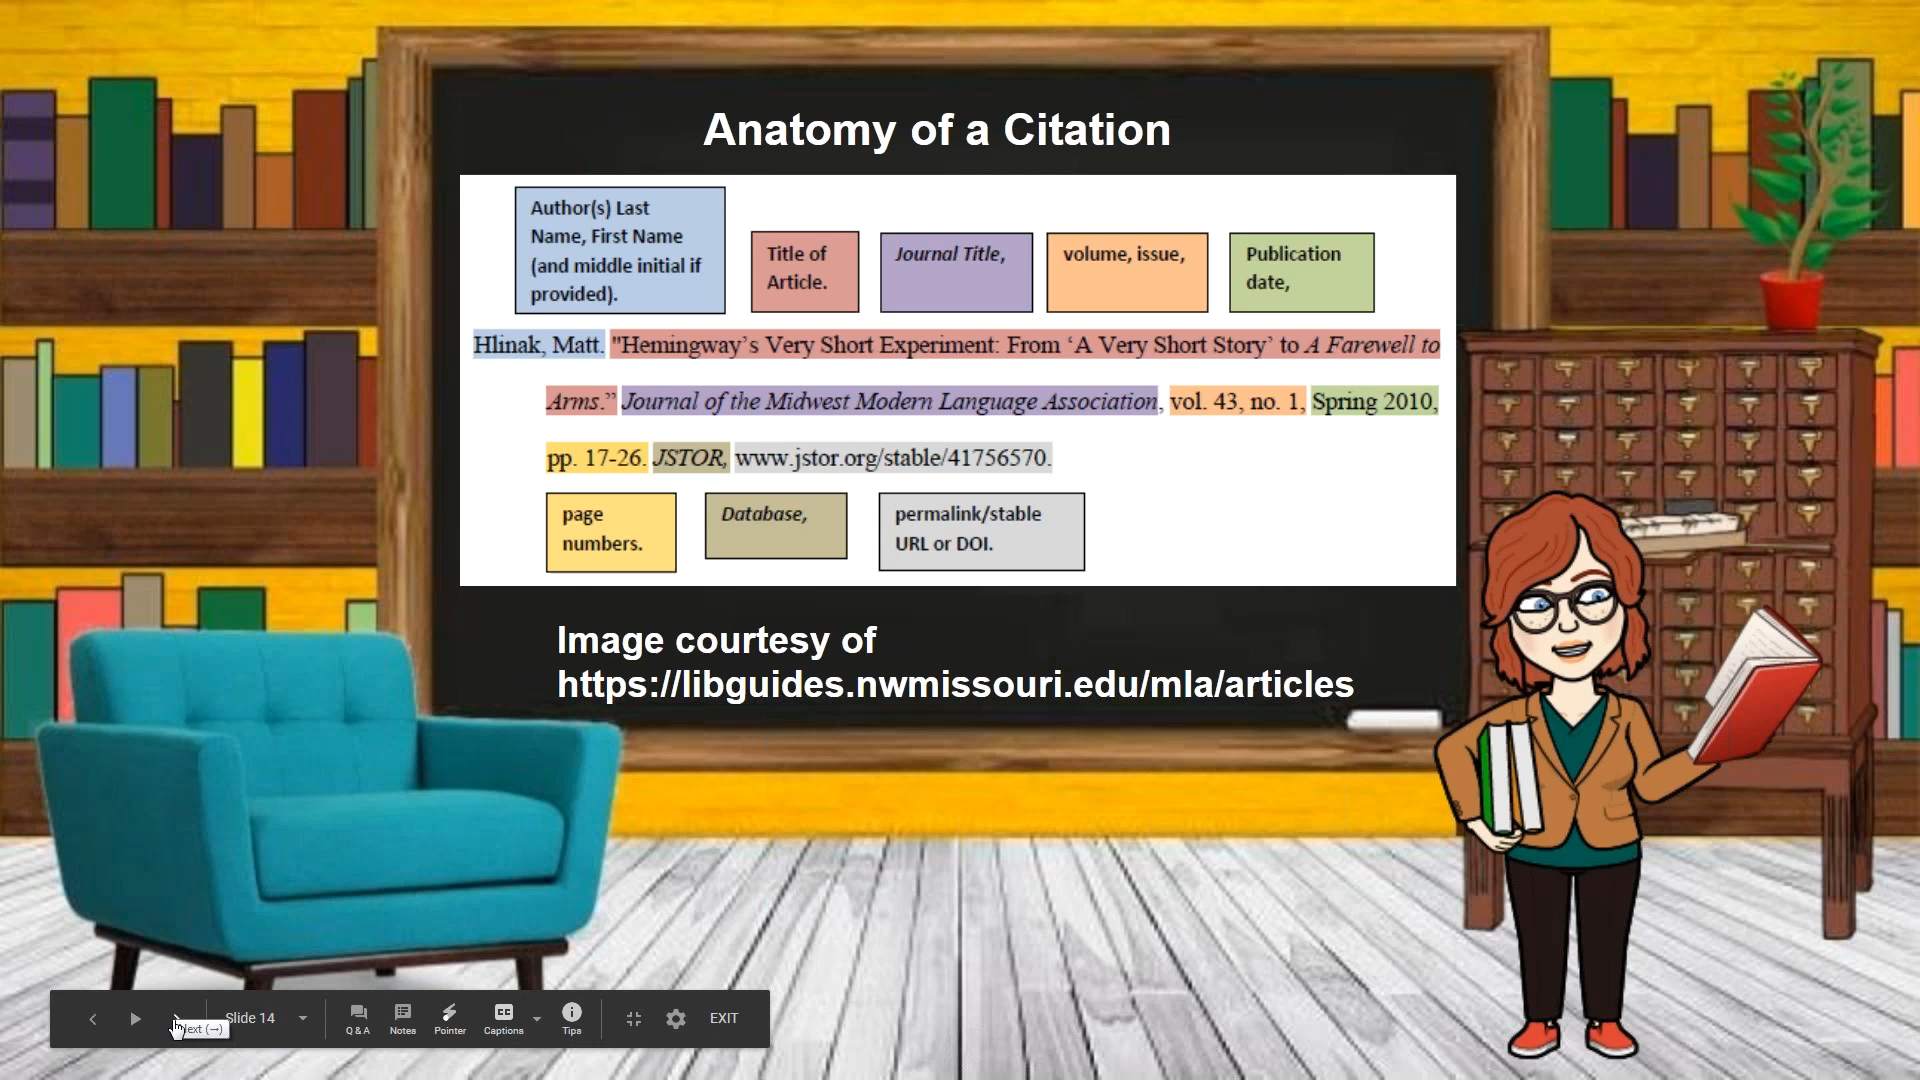 Anatomy of a Citation
Author(s) Last
Name, First Name
(and middle initial if
provided).
Title of
Article.
Journal Title,
volume, issue,
Publication
date,
Hlinak, Matt. "Hemingway’s Very Short Experiment: From ‘A Very Short Story’ to A Farewell to
Arms.” Journal of the Midwest Modern Language Association, vol. 43, no. 1, Spring 2010,
pp. 17-26. JSTOR, www.jstor.org/stable/41756570.
page
numbers.
Database,
permalink/stable
URL or DOI.
Image courtesy of
https://libguides.nwmissouri.edu/mla/articles
Slide 14
Q & A
Notes
Pointer
Captions
Tips
EXIT